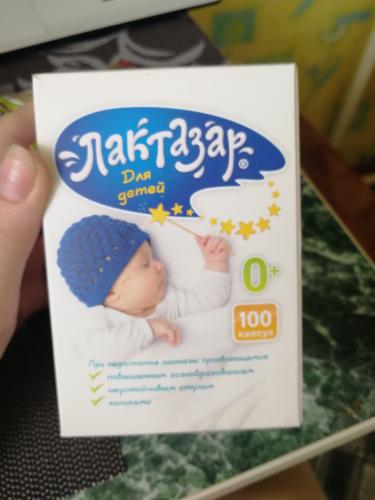 Лактазар®
Для
детей
0+
100
капсул
При недостатке лактазы, проявляющемся
повышенным газообразованием
неустойчивым стулом
коликами